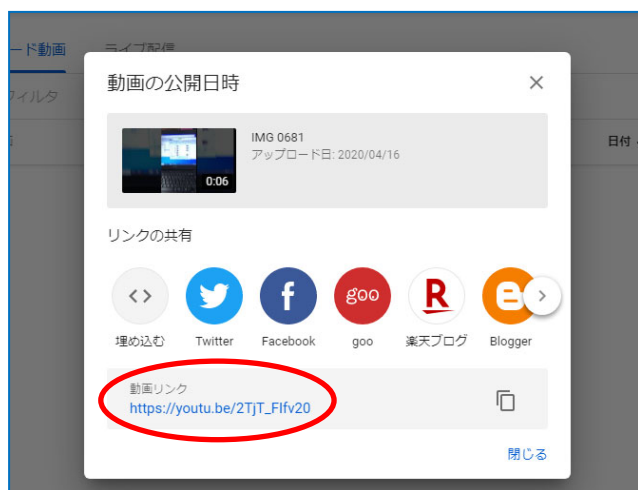 ード動画 ライブ配信
フィルタ
動画の公開日時
日付
0:06
IMG 0681
アップロード日: 2020/04/16
リンクの共有
goo
R
埋め込む Twitter Facebook goo 楽天ブログ Blogger
動画リンク
https://youtu.be/2TjT_FIfv20
閉じる